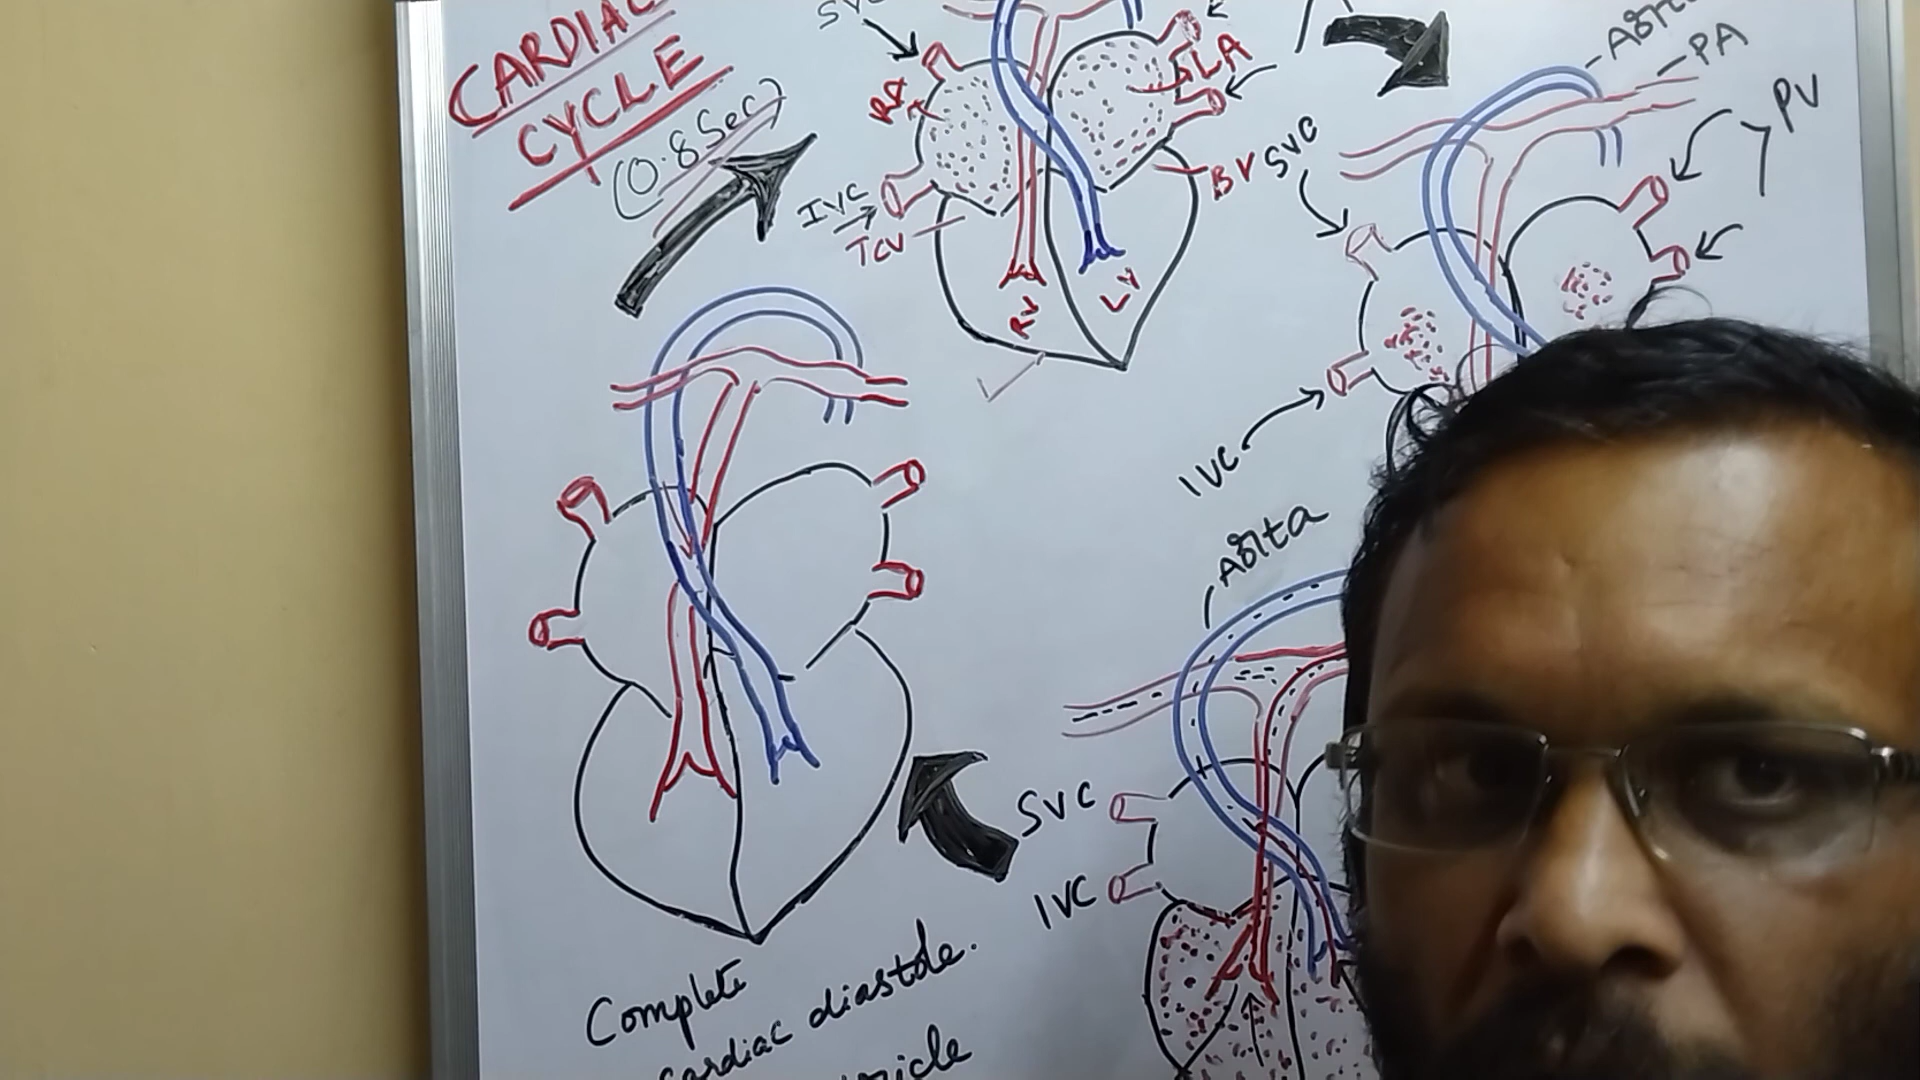 CARDIAC
CYCLE
(0.8 Sec)
SVC
RA
LA
IVC
TCV
BV
RV
LV
Aorta
PA
PV
SVC
IVC
Aorta
SVC
IVC
Complete
cardiac diastole.